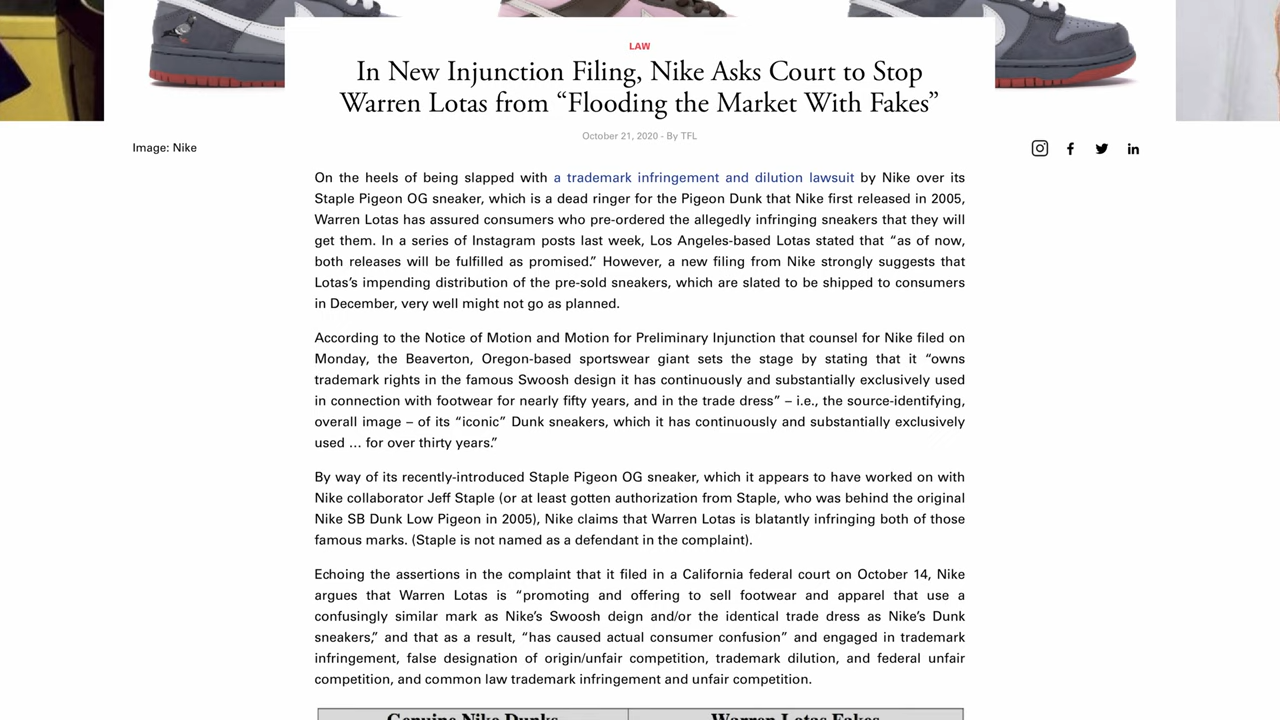 LAW
In New Injunction Filing, Nike Asks Court to Stop
Warren Lotas from “Flooding the Market With Fakes”
October 21, 2020 - By TFL
Image: Nike
On the heels of being slapped with a trademark infringement and dilution lawsuit by Nike over its
Staple Pigeon OG sneaker, which is a dead ringer for the Pigeon Dunk that Nike first released in 2005,
Warren Lotas has assured consumers who pre-ordered the allegedly infringing sneakers that they will
get them. In a series of Instagram posts last week, Los Angeles-based Lotas stated that “as of now,
both releases will be fulfilled as promised.” However, a new filing from Nike strongly suggests that
Lotas’s impending distribution of the pre-sold sneakers, which are slated to be shipped to consumers
in December, very well might not go as planned.
According to the Notice of Motion and Motion for Preliminary Injunction that counsel for Nike filed on
Monday, the Beaverton, Oregon-based sportswear giant sets the stage by stating that it “owns
trademark rights in the famous Swoosh design it has continuously and substantially exclusively used
in connection with footwear for nearly fifty years, and in the trade dress” – i.e., the source-identifying,
overall image – of its “iconic” Dunk sneakers, which it has continuously and substantially exclusively
used … for over thirty years.”
By way of its recently-introduced Staple Pigeon OG sneaker, which it appears to have worked on with
Nike collaborator Jeff Staple (or at least gotten authorization from Staple, who was behind the original
Nike SB Dunk Low Pigeon in 2005), Nike claims that Warren Lotas is blatantly infringing both of those
famous marks. (Staple is not named as a defendant in the complaint).
Echoing the assertions in the complaint that it filed in a California federal court on October 14, Nike
argues that Warren Lotas is “promoting and offering to sell footwear and apparel that use a
confusingly similar mark as Nike’s Swoosh deign and/or the identical trade dress as Nike’s Dunk
sneakers,” and that as a result, “has caused actual consumer confusion” and engaged in trademark
infringement, false designation of origin/unfair competition, trademark dilution, and federal unfair
competition, and common law trademark infringement and unfair competition.
Genuine Nike Dunks Warren Lotas Fakes